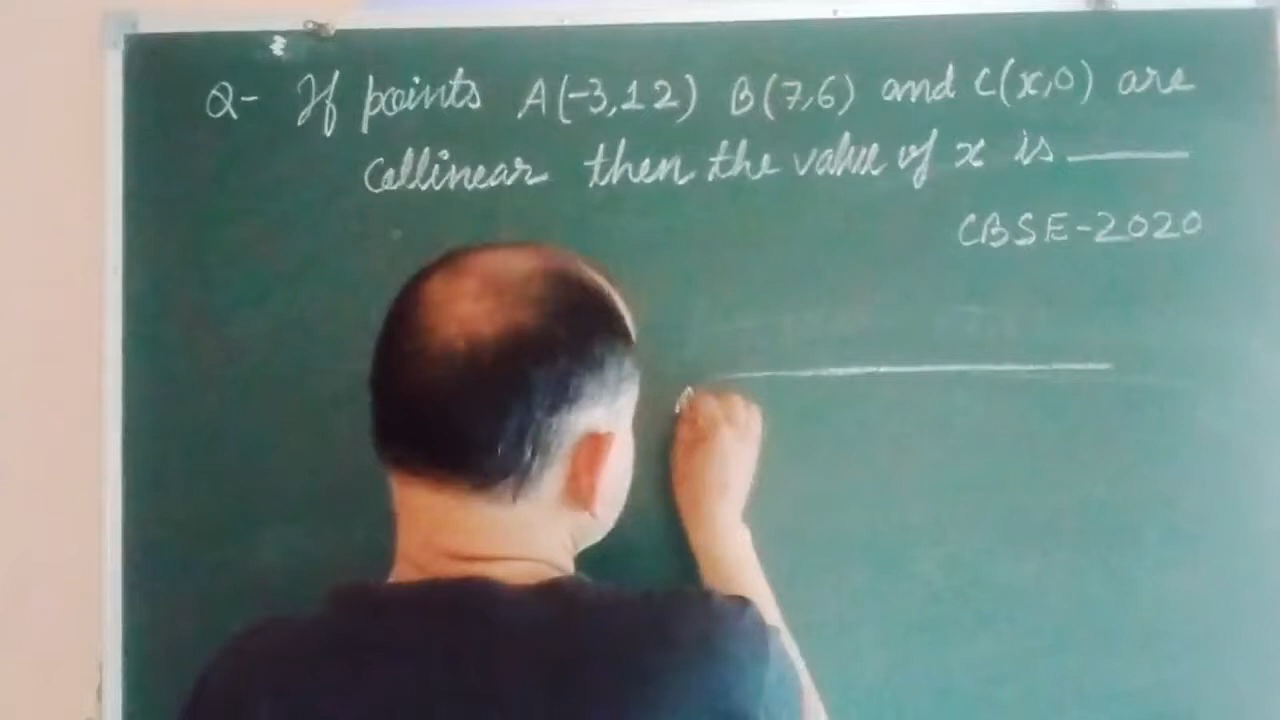 Q- If points A(-3,12) B(7,6) and C(x,0) are
collinear then the value of x is ____
CBSE-2020
A